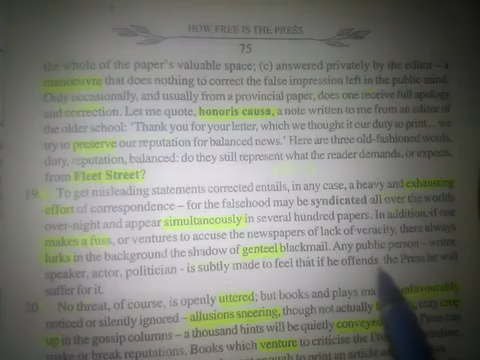 HOW FREE IS THE PRESS
75
the whole of the paper's valuable space; (c) answered privately by the editor – a
manoeuvre that does nothing to correct the false impression left in the public mind.
Only occasionally, and usually from a provincial paper, does one receive full apology
and correction. Let me quote, honoris causa, a note written to me from an editor of
the older school: 'Thank you for your letter, which we thought it our duty to print... we
try to preserve our reputation for balanced news.' Here are three old-fashioned words,
duty, reputation, balanced: do they still represent what the reader demands, or expects,
from Fleet Street?
19. To get misleading statements corrected entails, in any case, a heavy and exhausting
effort of correspondence – for the falsehood may be syndicated all over the world
over-night and appear simultaneously in several hundred papers. In addition, if one
makes a fuss, or ventures to accuse the newspapers of lack of veracity, there always
lurks in the background the shadow of genteel blackmail. Any public person – writer,
speaker, actor, politician - is subtly made to feel that if he offends the Press he will
suffer for it.
20 No threat, of course, is openly uttered; but books and plays may unfavourably
noticed or silently ignored – allusions sneering, though not actually may crop
up in the gossip columns – a thousand hints will be quietly conveyed Press can
make or break reputations. Books which venture to criticise the